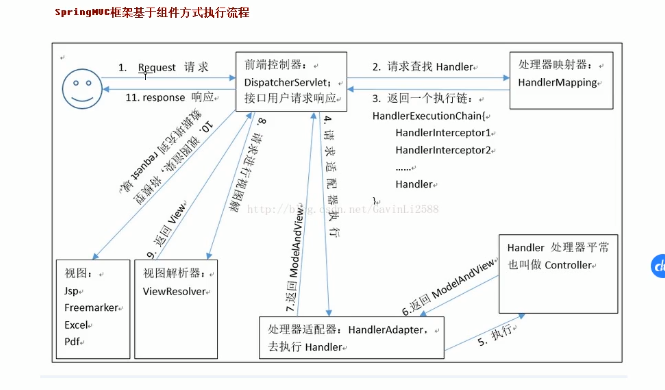 SpringMVC框架基于组件方式执行流程
1. Request 请求
11. response 响应
前端控制器：
DispatcherServlet；
接口用户请求响应
2. 请求查找 Handler
处理器映射器：
HandlerMapping
3. 返回一个执行链：
HandlerExecutionChain{
HandlerInterceptor1
HandlerInterceptor2
……
Handler
}
4. 请求适配器执行
8. 请求进行视图解
10. 视图渲染，将模型
数据填充到 request 域。
9. 返回 View
7.返回 ModelAndView
http://blog.csdn.net/GavinLi2588
视图：
Jsp
Freemarker
Excel
Pdf
视图解析器：
ViewResolver
处理器适配器：HandlerAdapter.
去执行 Handler
6.返回 ModelAndView
5. 执行
Handler 处理器平常
也叫做 Controller